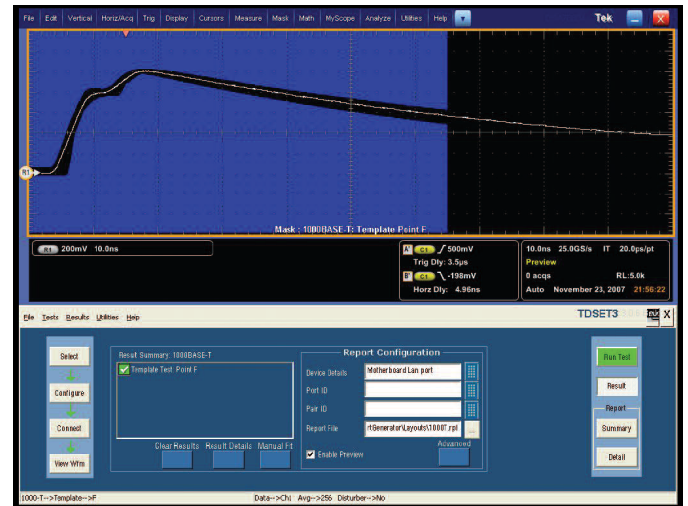 File Edit Vertical Horiz/Acq Trig Display Cursors Measure Mask Math MyScope Analyze Utilities Help Tek X
R1
Mask : 1000BASE-T: Template Point F
R1 200mV 10.0ns
A' C1 500mV
Trig Dly: 3.5µs
B' C1 -198mV
Horz Dly: 4.96ns
10.0ns 25.0GS/s IT 20.0ps/pt
Preview
0 acqs RL:5.0k
Auto November 23, 2007 21:56:22
File Tests Results Utilities Help TDSET3 X
Select
Configure
Connect
View Wfm
Result Summary: 1000BASE-T
Template Test: Point F
Clear Results Result Details Manual Fit
Report Configuration
Device Details Motherboard Lan port
Port ID
Pair ID
Report File rtGenerator\Layouts\1000T.rpl ...
Enable Preview
Advanced
Run Test
Result
Report
Summary
Detail
1000-T-->Template-->F Data-->Ch1 Avg-->256 Disturber-->No